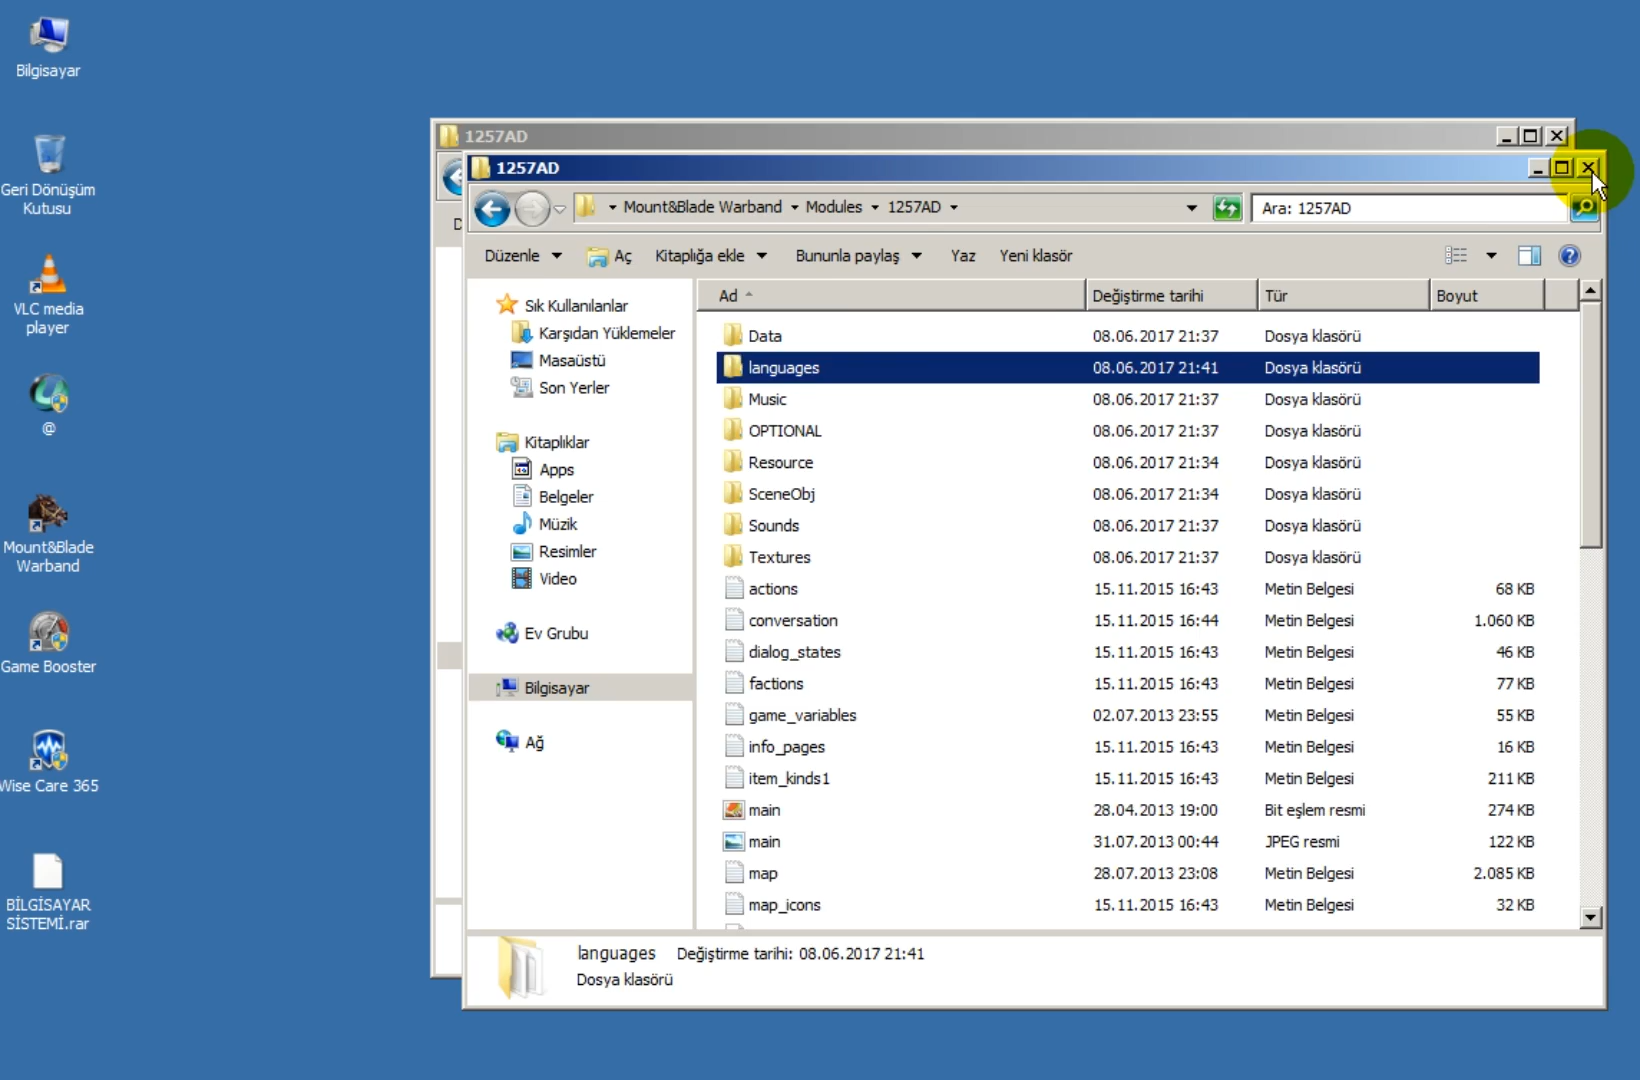 Bilgisayar
Geri Dönüşüm
Kutusu
VLC media
player
@
Mount&Blade
Warband
Game Booster
Wise Care 365
BİLGİSAYAR
SİSTEMİ.rar
1257AD
1257AD
Mount&Blade Warband Modules 1257AD
Ara: 1257AD
Düzenle Aç Kitaplığa ekle Bununla paylaş Yaz Yeni klasör
Sık Kullanılanlar
Karşıdan Yüklemeler
Masaüstü
Son Yerler
Kitaplıklar
Apps
Belgeler
Müzik
Resimler
Video
Ev Grubu
Bilgisayar
Ağ
Ad Değiştirme tarihi Tür Boyut
Data 08.06.2017 21:37 Dosya klasörü
languages 08.06.2017 21:41 Dosya klasörü
Music 08.06.2017 21:37 Dosya klasörü
OPTIONAL 08.06.2017 21:37 Dosya klasörü
Resource 08.06.2017 21:34 Dosya klasörü
SceneObj 08.06.2017 21:34 Dosya klasörü
Sounds 08.06.2017 21:37 Dosya klasörü
Textures 08.06.2017 21:37 Dosya klasörü
actions 15.11.2015 16:43 Metin Belgesi 68 KB
conversation 15.11.2015 16:44 Metin Belgesi 1.060 KB
dialog_states 15.11.2015 16:43 Metin Belgesi 46 KB
factions 15.11.2015 16:43 Metin Belgesi 77 KB
game_variables 02.07.2013 23:55 Metin Belgesi 55 KB
info_pages 15.11.2015 16:43 Metin Belgesi 16 KB
item_kinds1 15.11.2015 16:43 Metin Belgesi 211 KB
main 28.04.2013 19:00 Bit eşlem resmi 274 KB
main 31.07.2013 00:44 JPEG resmi 122 KB
map 28.07.2013 23:08 Metin Belgesi 2.085 KB
map_icons 15.11.2015 16:43 Metin Belgesi 32 KB
languages Değiştirme tarihi: 08.06.2017 21:41
Dosya klasörü